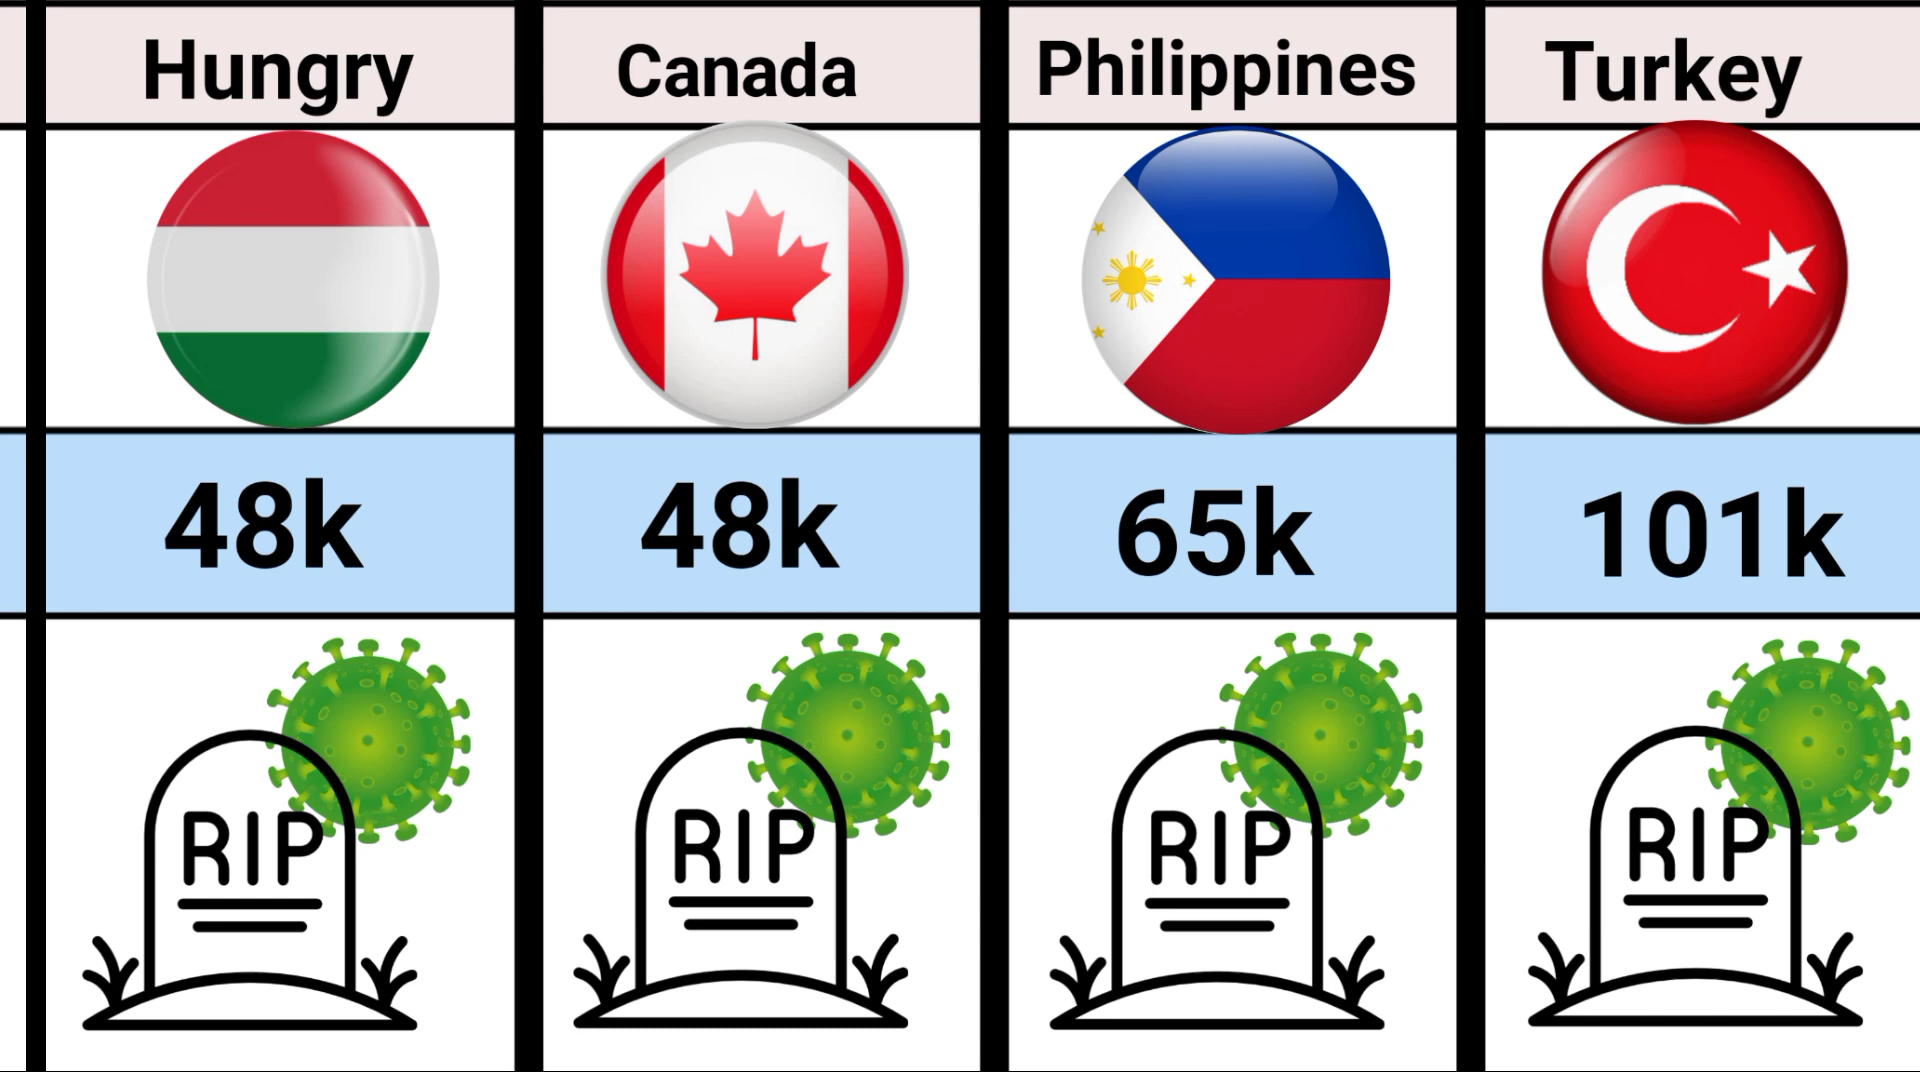 Hungry
Canada
Philippines
Turkey
48k
48k
65k
101k
RIP
RIP
RIP
RIP